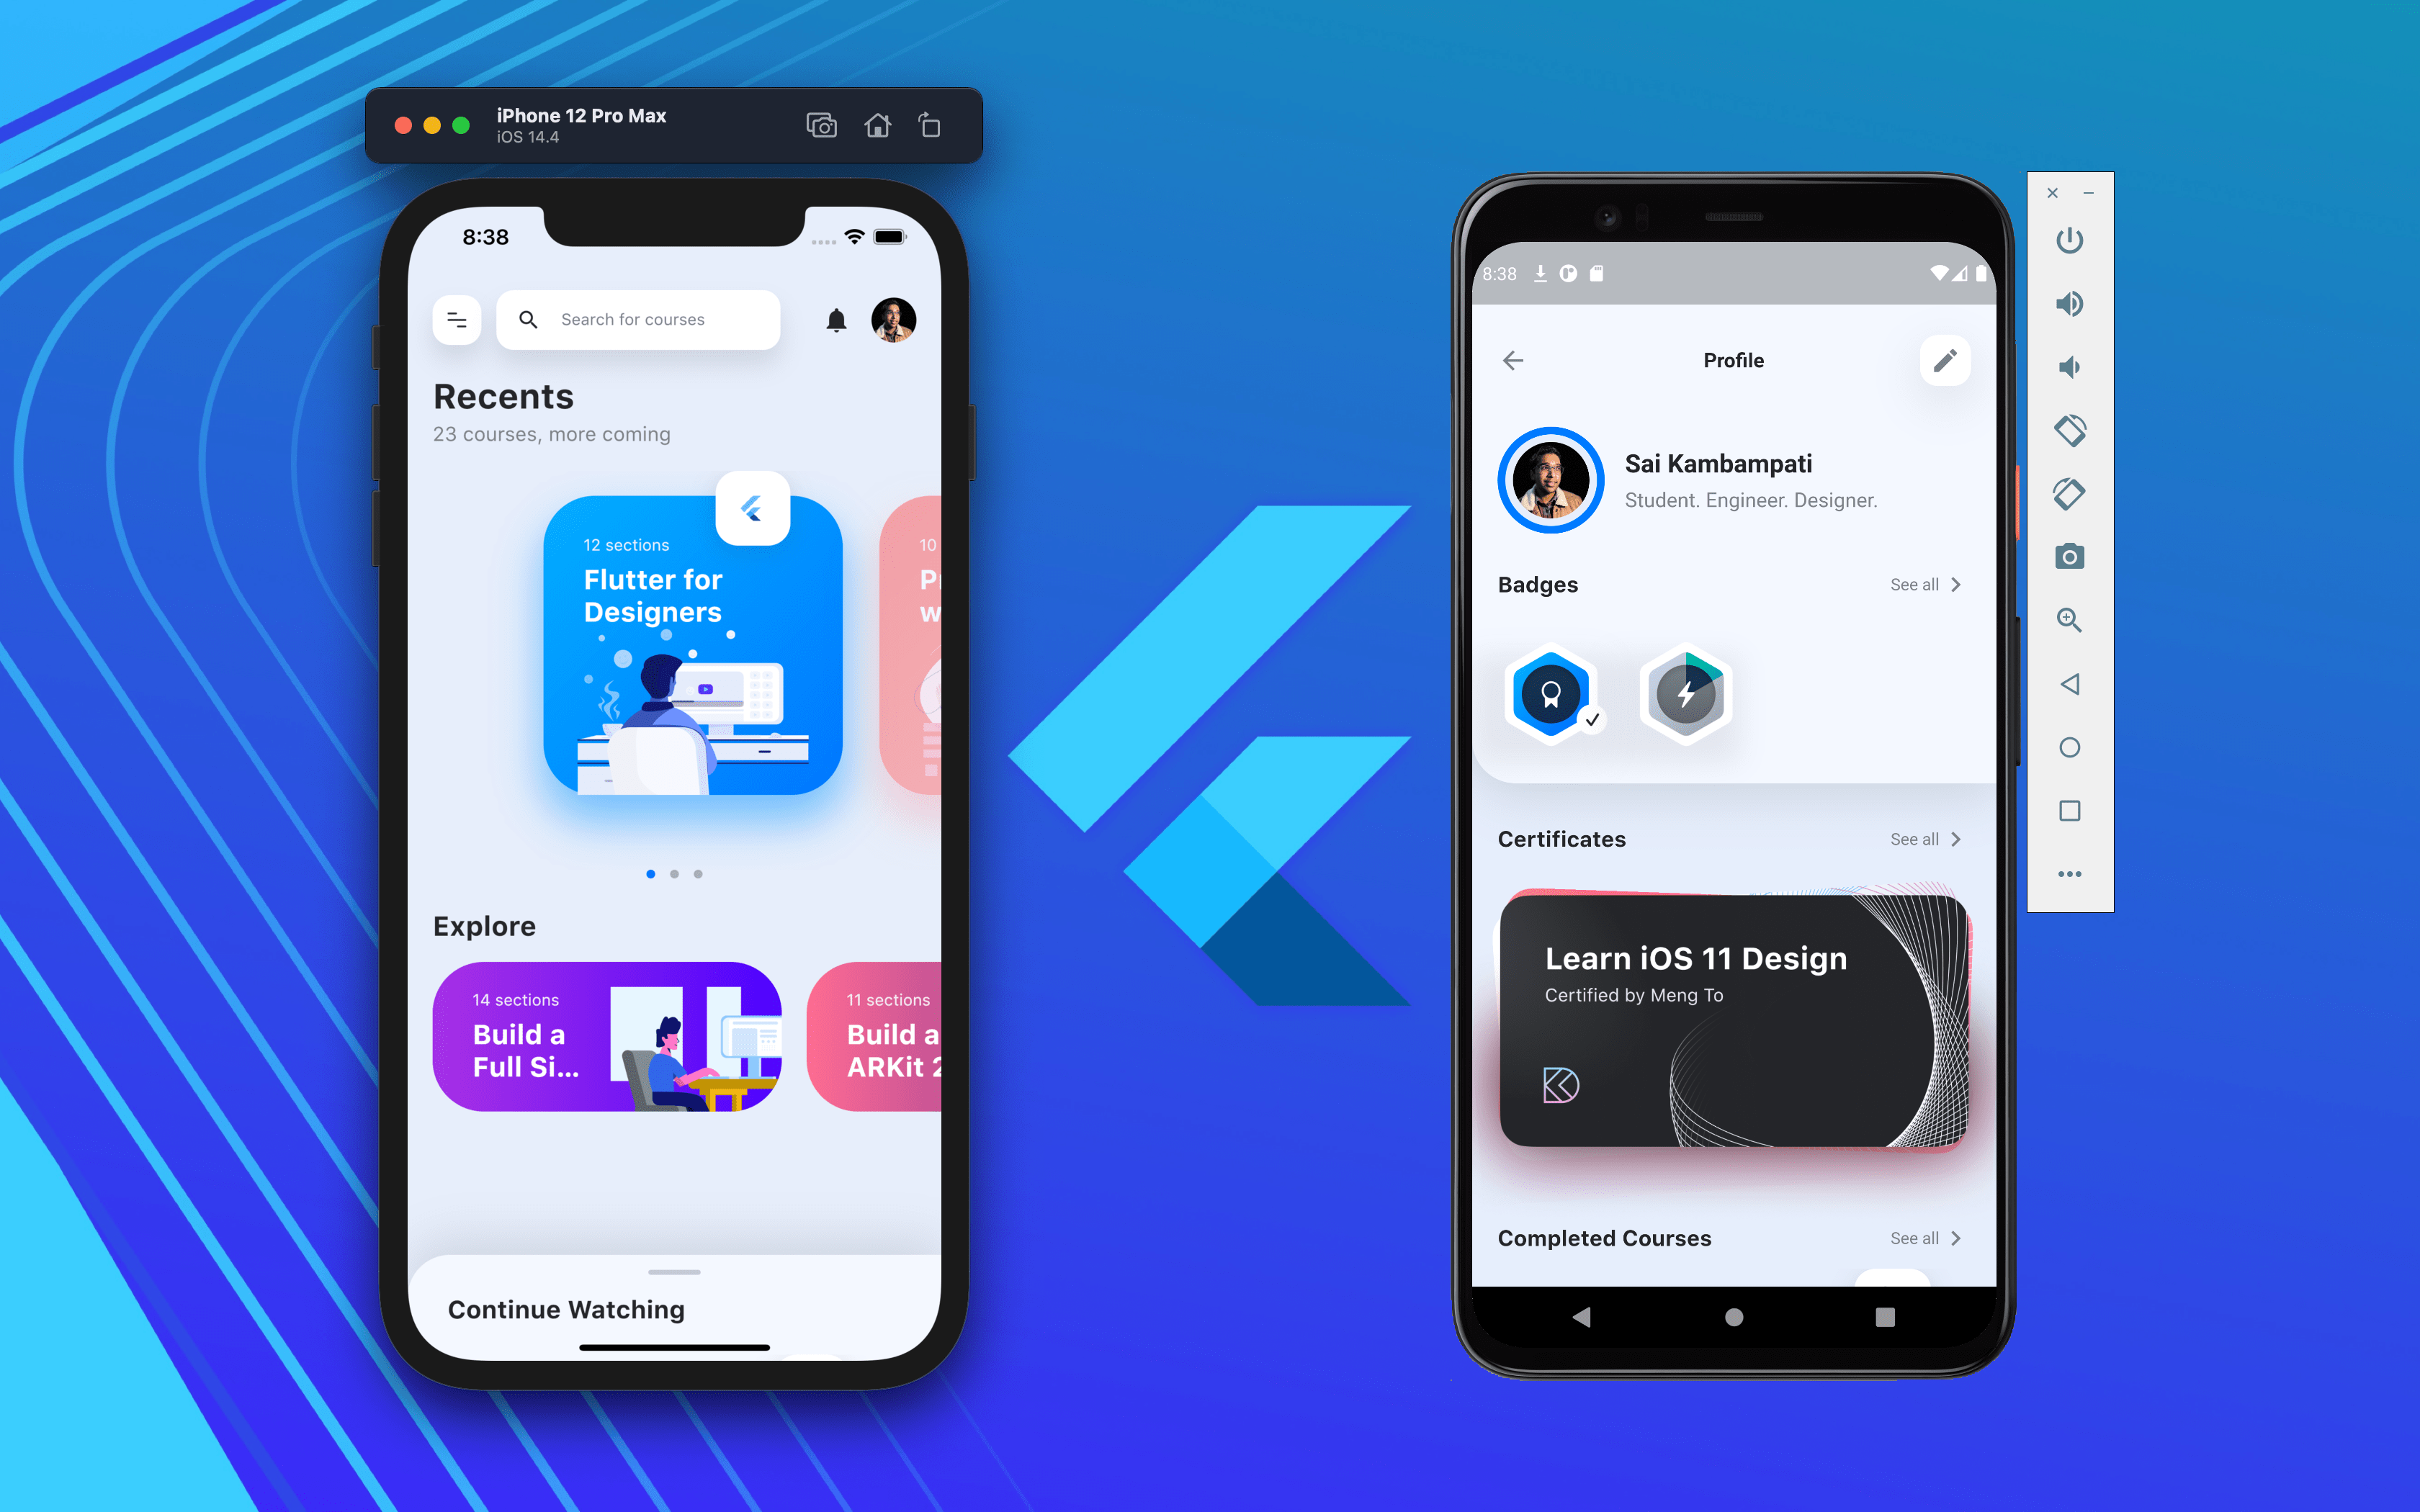 iPhone 12 Pro Max
iOS 14.4
8:38
Search for courses
Recents
23 courses, more coming
12 sections
Flutter for
Designers
10
Explore
14 sections
Build a
Full Si...
11 sections
Build a
ARKit 2
Continue Watching
8:38
Profile
Sai Kambampati
Student. Engineer. Designer.
Badges
See all
Certificates
See all
Learn iOS 11 Design
Certified by Meng To
Completed Courses
See all